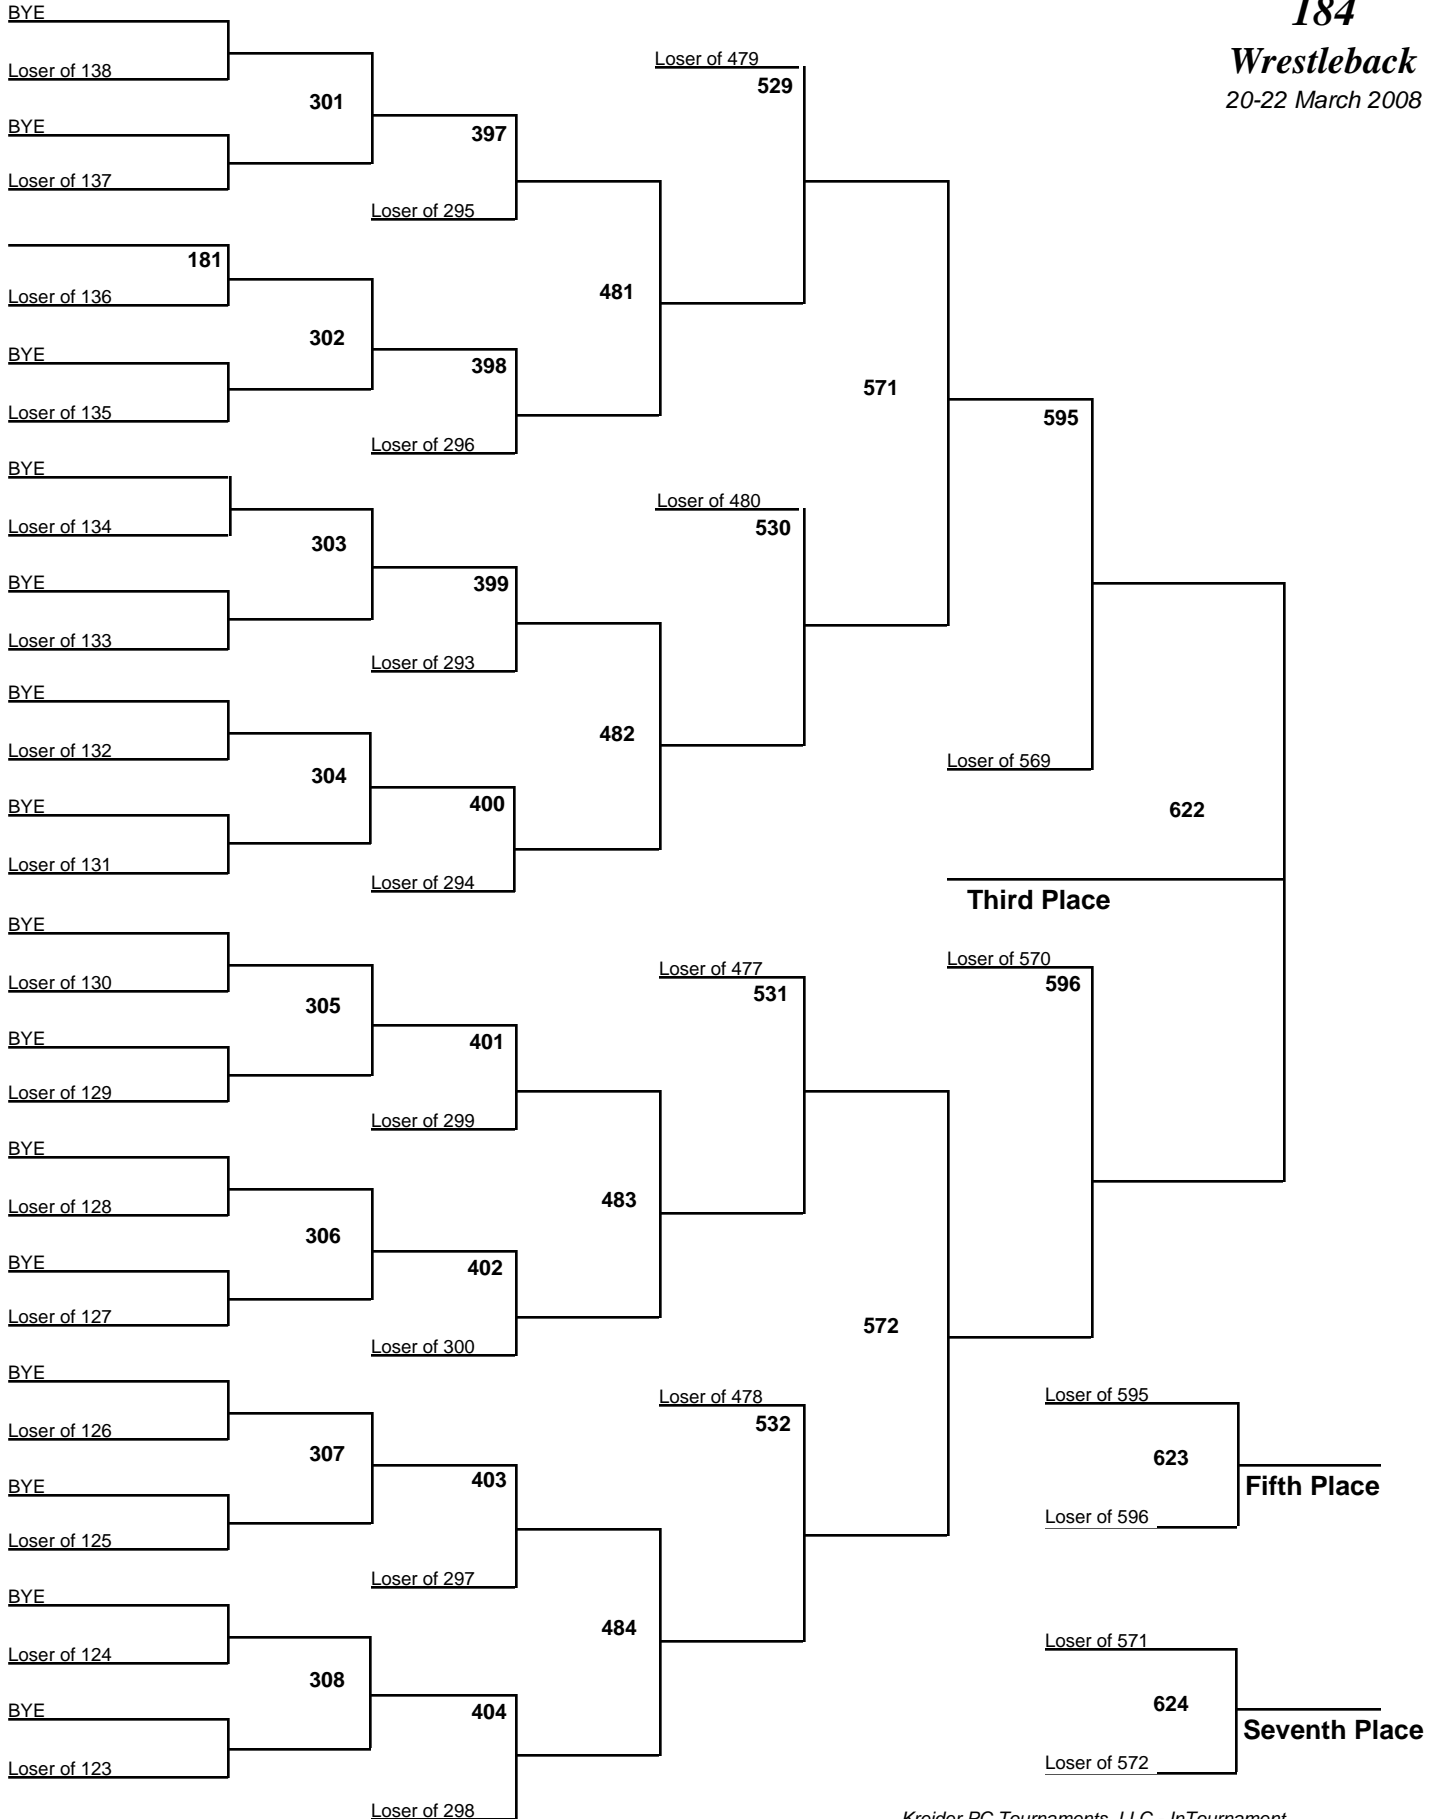 184
Wrestleback
20-22 March 2008
BYE
Loser of 138
301
BYE
397
Loser of 137
Loser of 295
181
Loser of 136
302
BYE
398
Loser of 135
Loser of 296
481
Loser of 479
529
571
595
BYE
Loser of 134
303
BYE
399
Loser of 133
Loser of 293
BYE
Loser of 132
304
BYE
400
Loser of 131
Loser of 294
482
Loser of 480
530
Loser of 569
622
Third Place
BYE
Loser of 130
305
BYE
401
Loser of 129
Loser of 299
BYE
Loser of 128
306
BYE
402
Loser of 127
Loser of 300
483
Loser of 477
531
Loser of 570
596
572
BYE
Loser of 126
307
BYE
403
Loser of 125
Loser of 297
BYE
Loser of 124
308
BYE
404
Loser of 123
Loser of 298
484
Loser of 478
532
Loser of 595
623
Fifth Place
Loser of 596
Loser of 571
624
Seventh Place
Loser of 572
Kreider PC Tournaments, LLC - InTournament